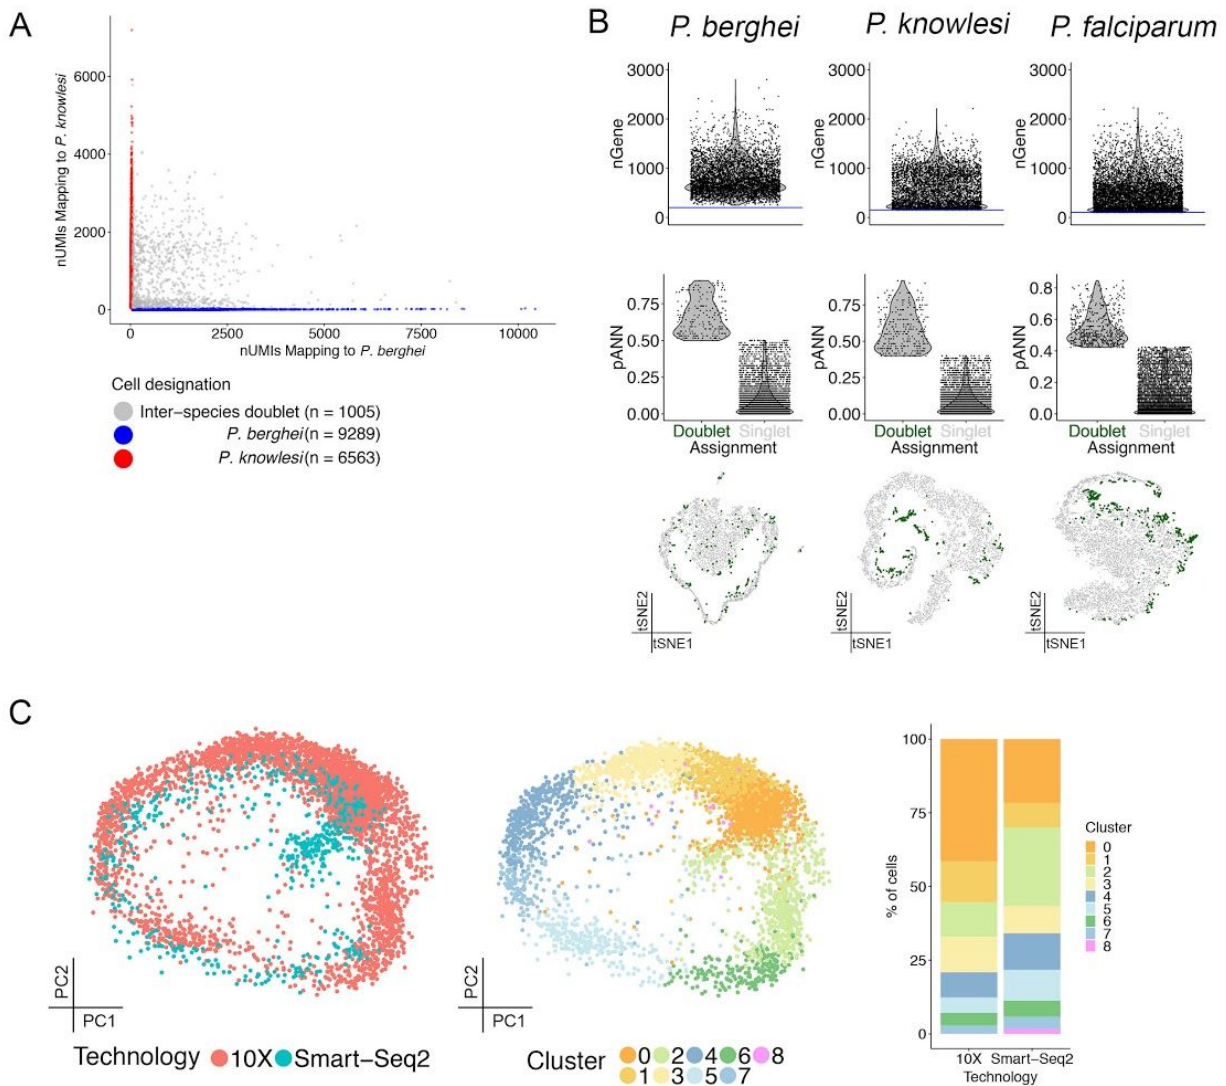 A
6000
4000
2000
0
nUMIs Mapping to P. knowlesi
0 2500 5000 7500 10000
nUMIs Mapping to P. berghei
Cell designation
Inter-species doublet (n = 1005)
P. berghei (n = 9289)
P. knowlesi (n = 6563)
B
P. berghei P. knowlesi P. falciparum
3000 3000 3000
2000 2000 2000
1000 1000 1000
0 0 0
nGene nGene nGene
0.75 0.75 0.8
0.50 0.50 0.6
0.25 0.25 0.4
0.00 0.00 0.2
0.0
pANN pANN pANN
Doublet Singlet Doublet Singlet Doublet Singlet
Assignment Assignment Assignment
tSNE2 tSNE2 tSNE2
tSNE1 tSNE1 tSNE1
C
PC2
PC1
Technology 10X Smart-Seq2
PC2
PC1
Cluster 0 2 4 6 8
1 3 5 7
100
75
50
25
0
% of cells
10X Smart-Seq2
Technology
Cluster
0
1
2
3
4
5
6
7
8